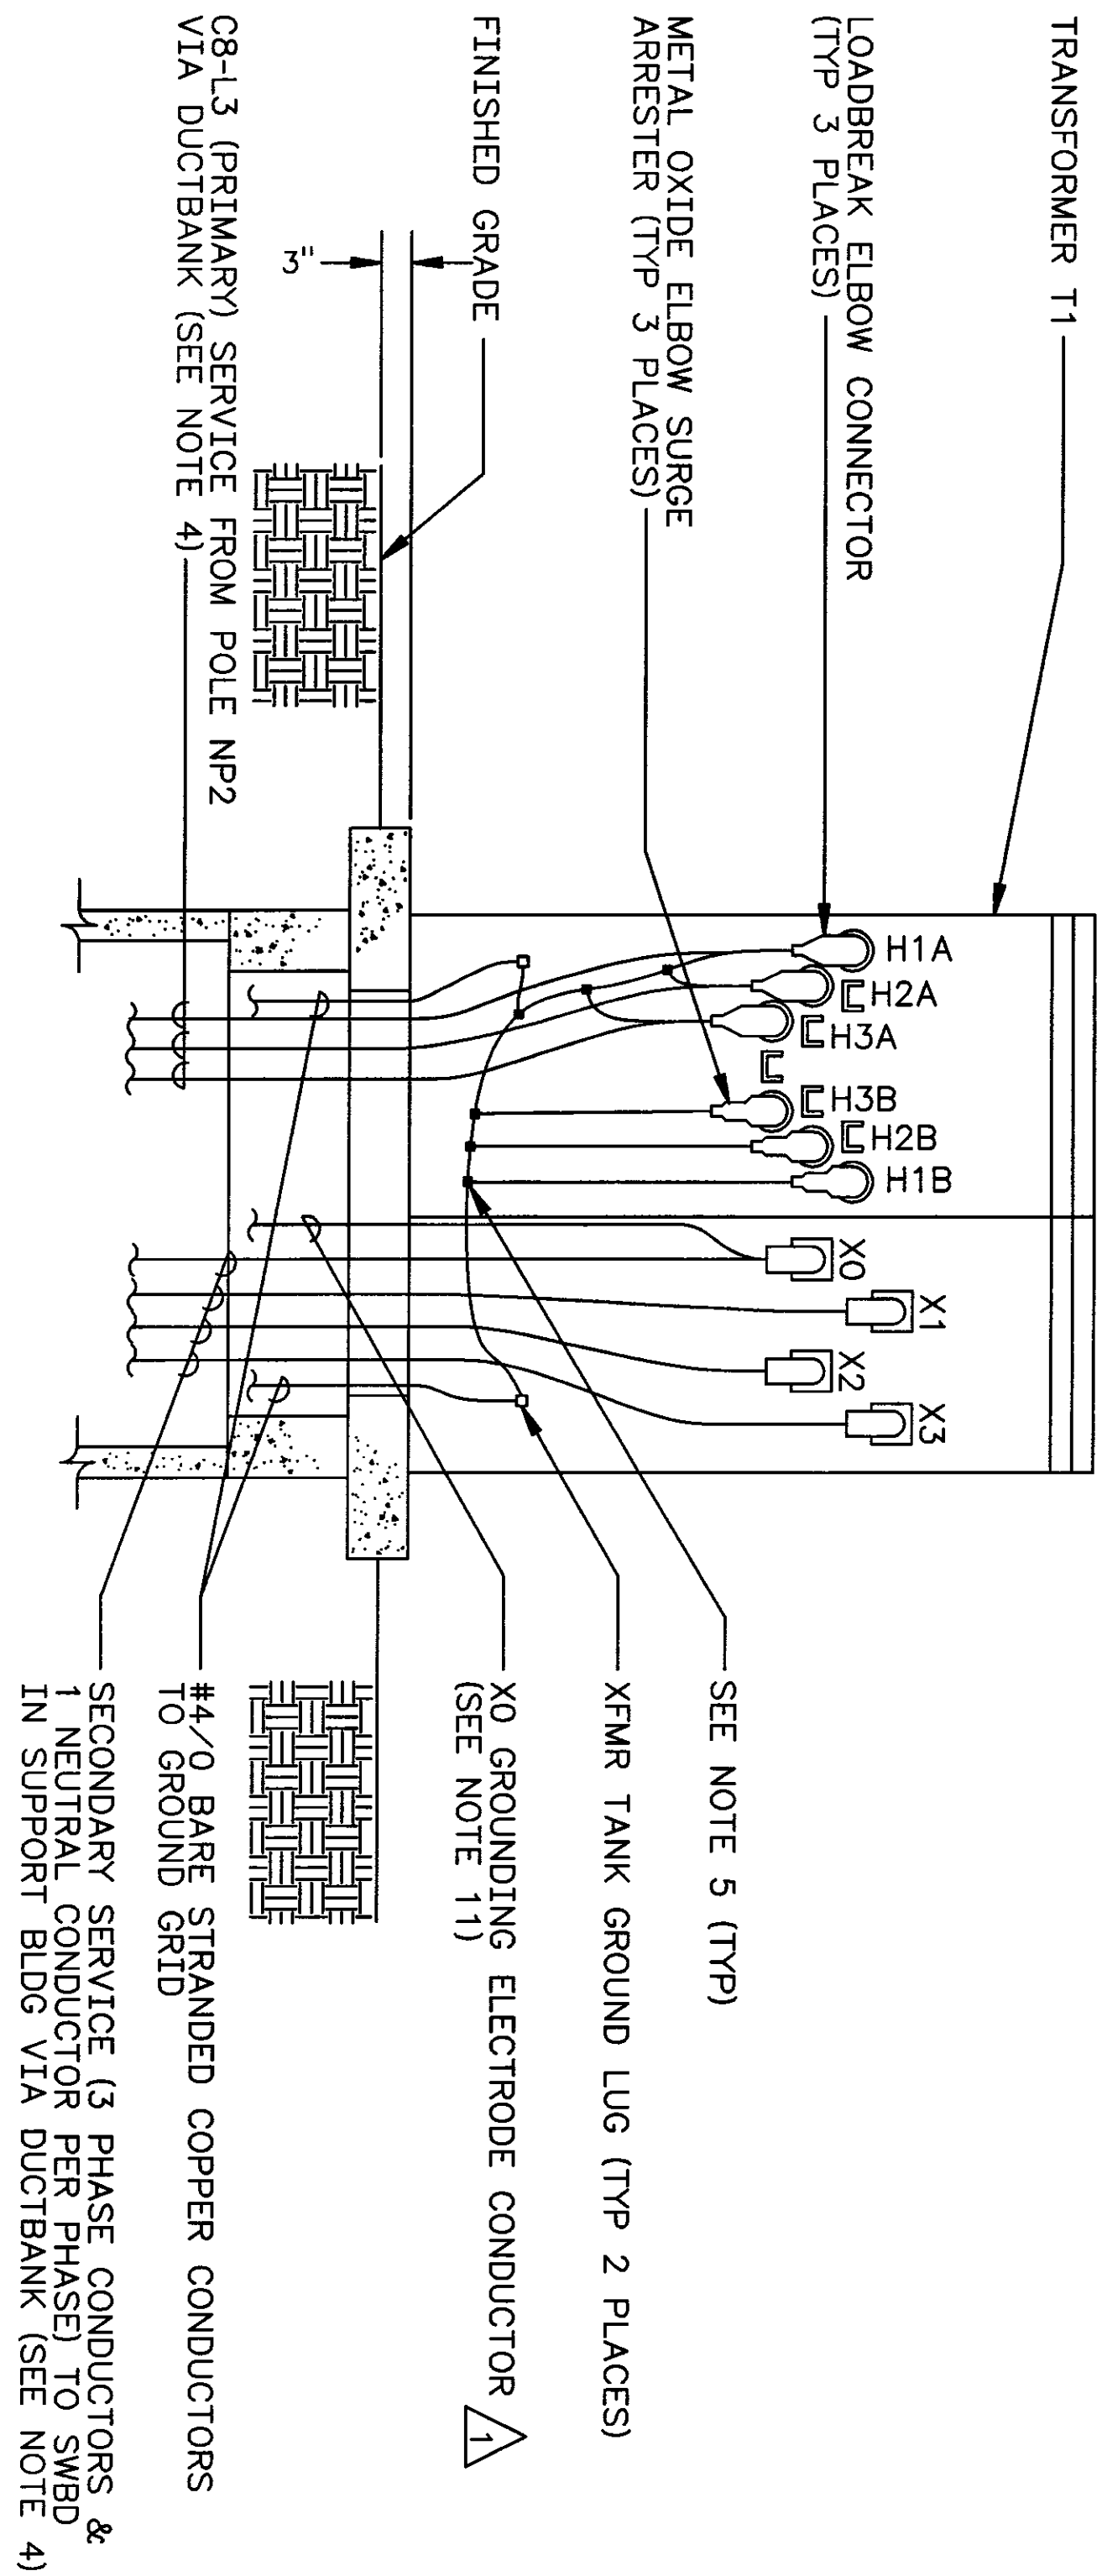 TRANSFORMER T1
LOADBREAK ELBOW CONNECTOR
(TYP 3 PLACES)
METAL OXIDE ELBOW SURGE
ARRESTER (TYP 3 PLACES)
FINISHED GRADE
3"
C8-L3 (PRIMARY) SERVICE FROM POLE NP2
VIA DUCTBANK (SEE NOTE 4)
H1A
H2A
H3A
H3B
H2B
H1B
X0
X1
X2
X3
SEE NOTE 5 (TYP)
XFMR TANK GROUND LUG (TYP 2 PLACES)
X0 GROUNDING ELECTRODE CONDUCTOR
(SEE NOTE 11)
1
#4/0 BARE STRANDED COPPER CONDUCTORS
TO GROUND GRID
SECONDARY SERVICE (3 PHASE CONDUCTORS &
1 NEUTRAL CONDUCTOR PER PHASE) TO SWBD
IN SUPPORT BLDG VIA DUCTBANK (SEE NOTE 4)